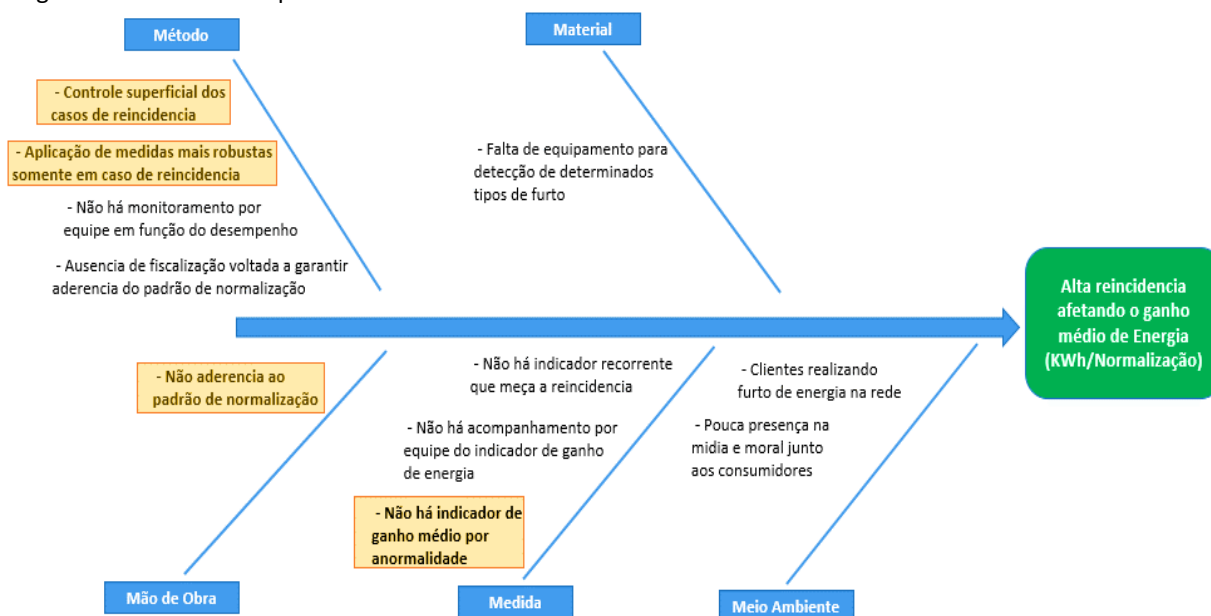 Método
Material
- Controle superficial dos
casos de reincidencia
- Aplicação de medidas mais robustas
somente em caso de reincidencia
- Não há monitoramento por
equipe em função do desempenho
- Ausencia de fiscalização voltada a garantir
aderencia do padrão de normalização
- Falta de equipamento para
detecção de determinados
tipos de furto
Alta reincidencia
afetando o ganho
médio de Energia
(KWh/Normalização)
- Não aderencia ao
padrão de normalização
- Não há indicador recorrente
que meça a reincidencia
- Não há acompanhamento por
equipe do indicador de ganho
de energia
- Não há indicador de
ganho médio por
anormalidade
- Clientes realizando
furto de energia na rede
- Pouca presença na
midia e moral junto
aos consumidores
Mão de Obra
Medida
Meio Ambiente